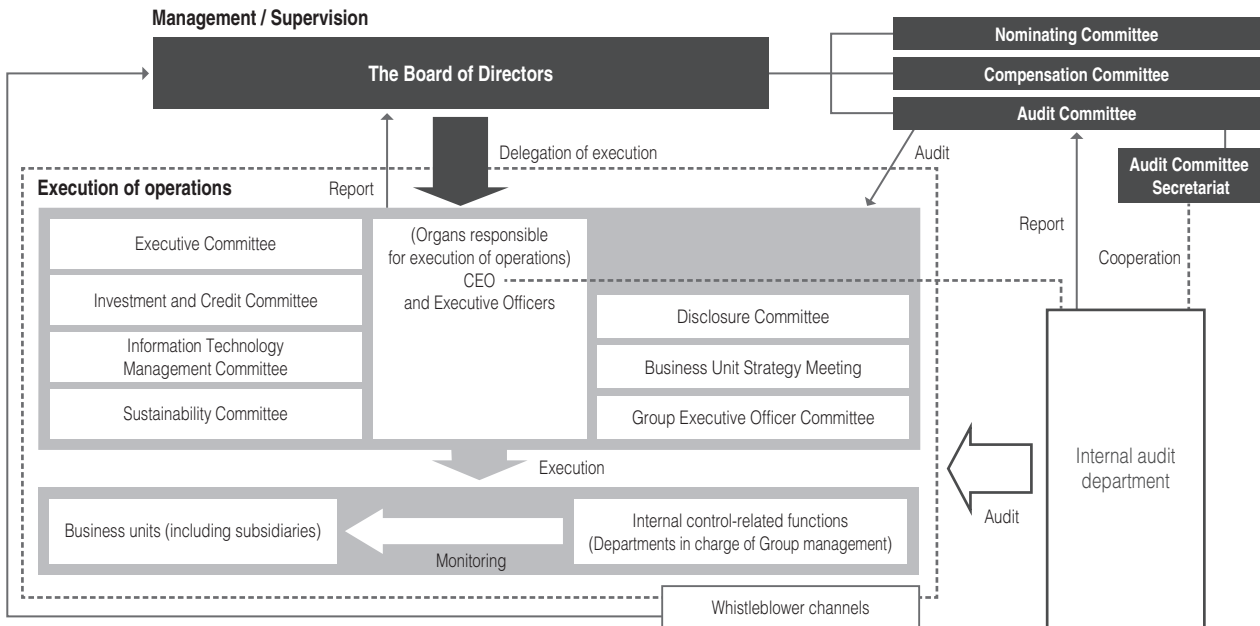 Management / Supervision
The Board of Directors
Nominating Committee
Compensation Committee
Audit Committee
Audit Committee
Secretariat
Delegation of execution
Audit
Execution of operations
Report
Report
Cooperation
Executive Committee
Investment and Credit Committee
Information Technology
Management Committee
Sustainability Committee
(Organs responsible
for execution of operations)
CEO
and Executive Officers
Disclosure Committee
Business Unit Strategy Meeting
Group Executive Officer Committee
Execution
Internal audit
department
Audit
Business units (including subsidiaries)
Monitoring
Internal control-related functions
(Departments in charge of Group management)
Whistleblower channels